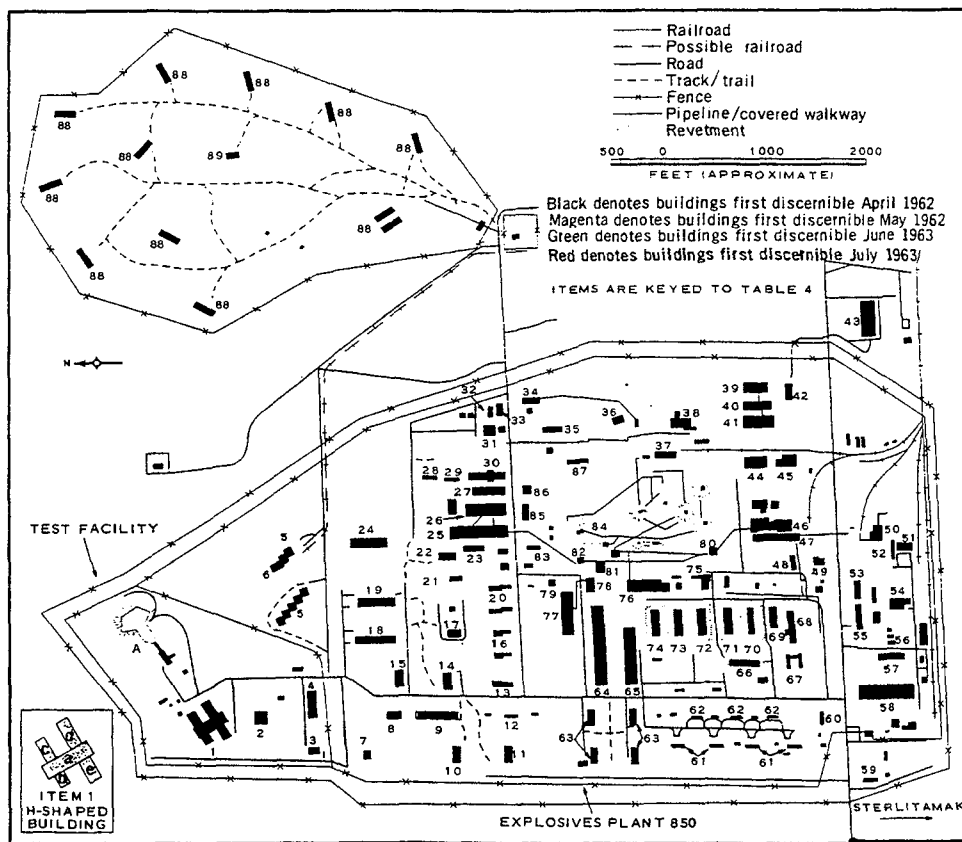 Railroad
Possible railroad
Road
Track/trail
Fence
Pipeline/covered walkway
Revetment
500 0 1000 2000
FEET (APPROXIMATE)
Black denotes buildings first discernible April 1962
Magenta denotes buildings first discernible May 1962
Green denotes buildings first discernible June 1963
Red denotes buildings first discernible July 1963
ITEMS ARE KEYED TO TABLE 4
88 88
88
88
88 89 88
88
88
88
88
88
N
43
32 34 39 42
33 36 38 40
31 35 41
37
28 29 30 87 44 45
27 86
26 85 46
25 84 47
TEST FACILITY
5 24
6 22 23 83 82 80 50
81 48 49 52 51
21 79 78 76 75 53 54
5 19 20 77
17 69 68 55 56
18 16 74 73 72 71 70
66 67 57
A 15 14 13 64 65
58
4 8 9 12 62 62 62 60
1 2 3 7 63 63
10 11 61 61
59
C d
a
b e
ITEM 1
H-SHAPED
BUILDING
STERLITAMAK
EXPLOSIVES PLANT 850